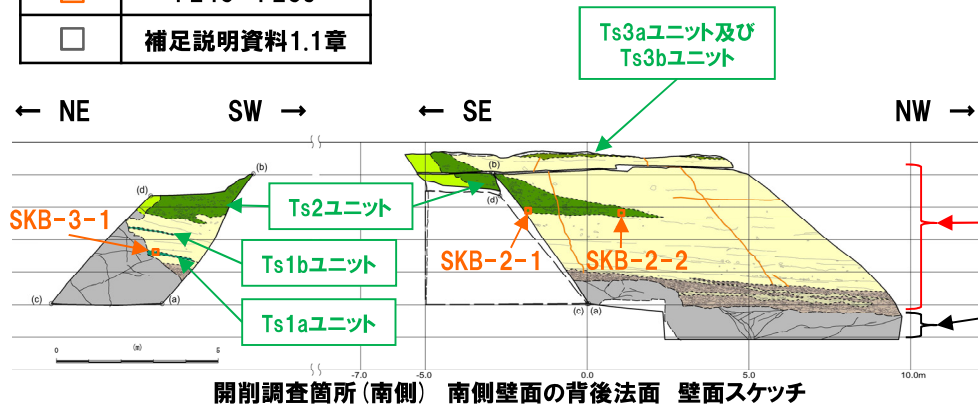 補足説明資料1.1章
Ts3aユニット及び
Ts3bユニット
← NE SW →
← SE NW →
(b)
(d)
(b)
(d)
SKB-3-1
Ts2ユニット
SKB-2-1 SKB-2-2
Ts1bユニット
Ts1aユニット
(c) (a)
(c) (a)
0 (m) 5
-7.0 -5.0 0.0 5.0 10.0m
開削調査箇所(南側) 南側壁面の背後法面 壁面スケッチ